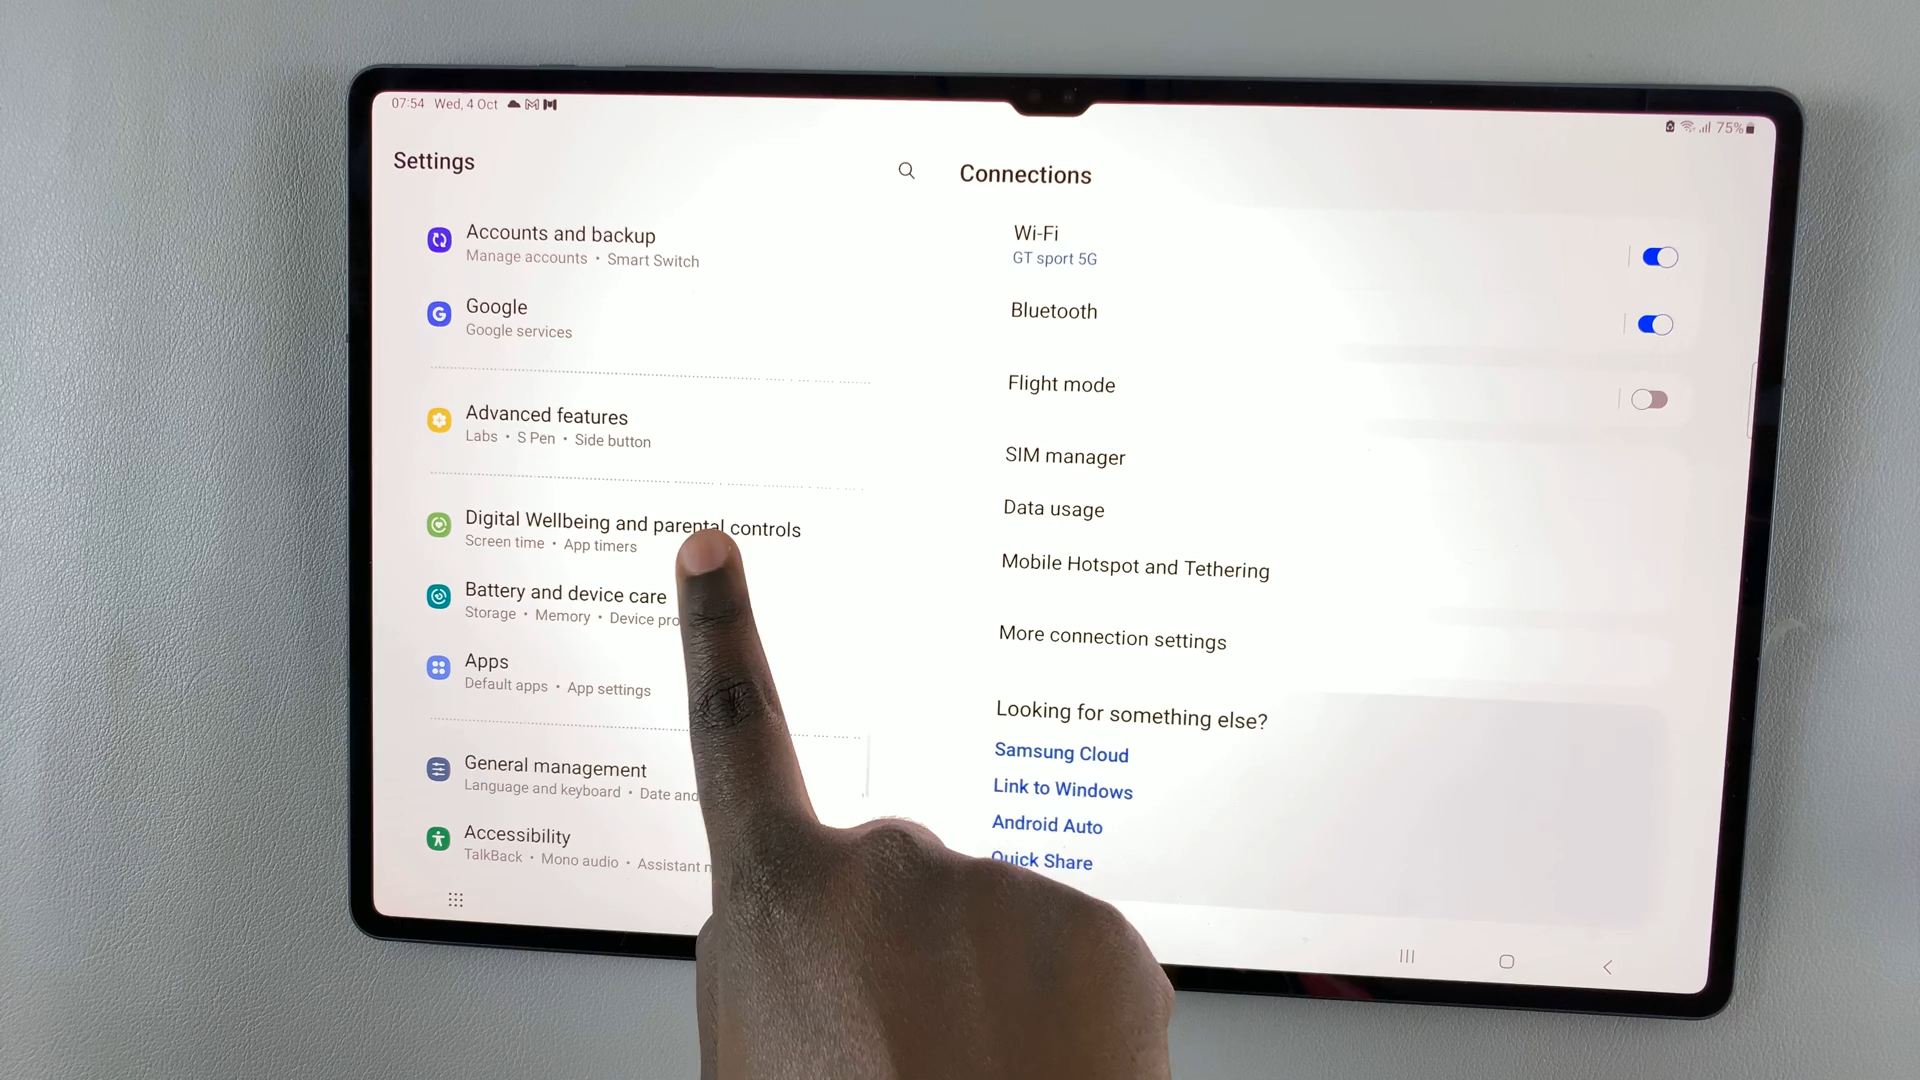 07:54 Wed, 4 Oct
75%
Settings
Accounts and backup
Manage accounts • Smart Switch
Google
Google services
Advanced features
Labs • S Pen • Side button
Digital Wellbeing and parental controls
Screen time • App timers
Battery and device care
Storage • Memory • Device pro
Apps
Default apps • App settings
General management
Language and keyboard • Date and
Accessibility
TalkBack • Mono audio • Assistant
Connections
Wi-Fi
GT sport 5G
Bluetooth
Flight mode
SIM manager
Data usage
Mobile Hotspot and Tethering
More connection settings
Looking for something else?
Samsung Cloud
Link to Windows
Android Auto
Quick Share